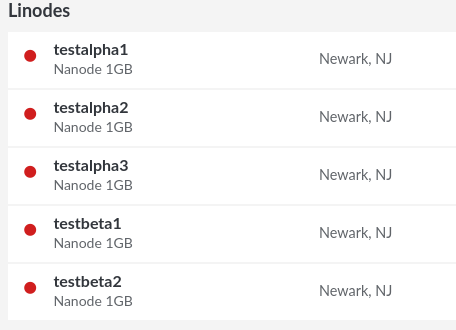 Linodes
testalpha1
Nanode 1GB
Newark, NJ
testalpha2
Nanode 1GB
Newark, NJ
testalpha3
Nanode 1GB
Newark, NJ
testbeta1
Nanode 1GB
Newark, NJ
testbeta2
Nanode 1GB
Newark, NJ